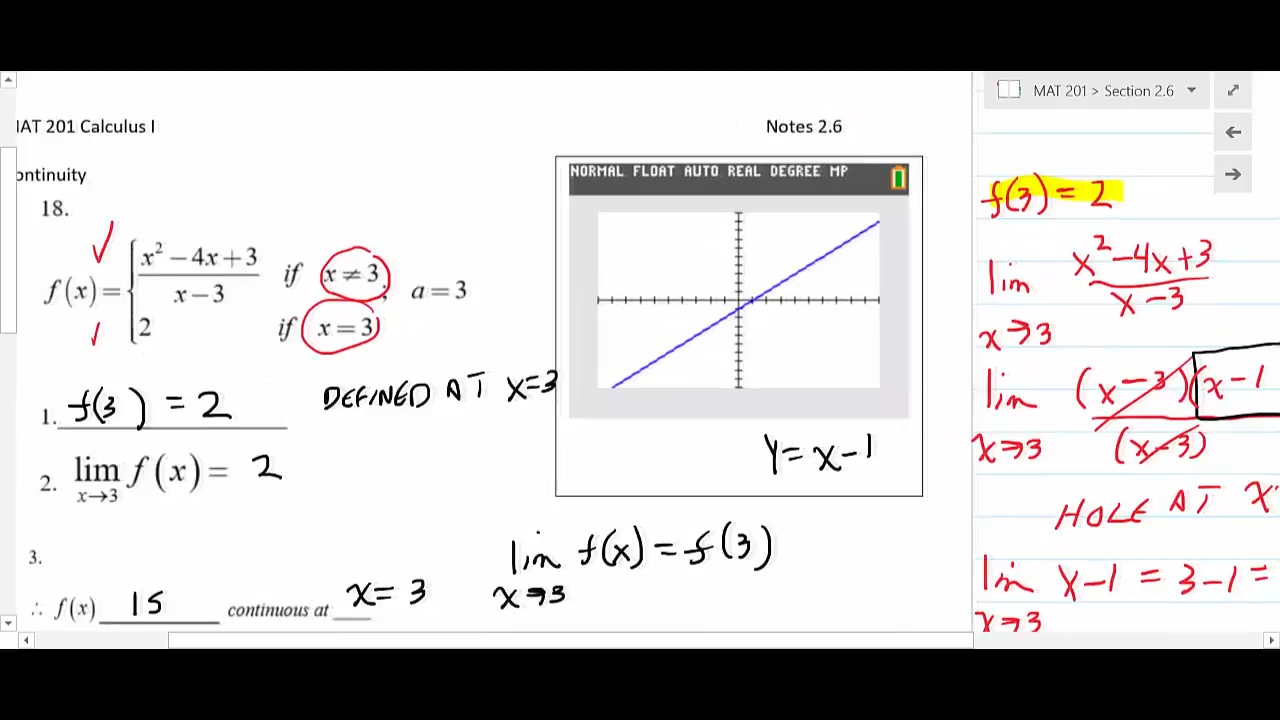 MAT 201 > Section 2.6
AT 201 Calculus I
Notes 2.6
ontinuity
18.
f(x) = { x² − 4x + 3 / x − 3 if x ≠ 3, a = 3
2 if x = 3
NORMAL FLOAT AUTO REAL DEGREE MP
Y = x − 1
1. f(3) = 2 DEFINED AT x = 3
2. lim x→3 f(x) = 2
3. lim x→3 f(x) = f(3)
∴ f(x) IS continuous at x = 3
f(3) = 2
lim x→3 x² − 4x + 3 / x − 3
lim x→3 (x − 3)(x − 1 / (x − 3)
HOLE AT X
lim x→3 x − 1 = 3 − 1 =